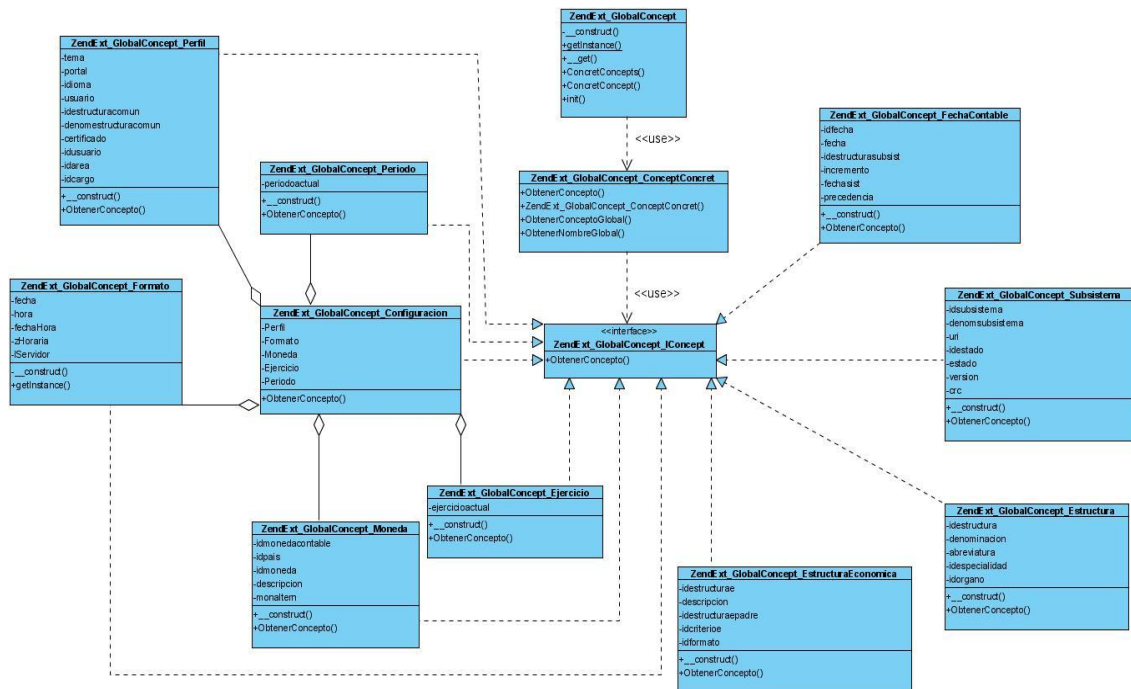 ZendExt_GlobalConcept
-__construct()
+getInstance()
+__get()
+ConcretConcepts()
+ConcretConcept()
+init()
ZendExt_GlobalConcept_Perfil
-tema
-portal
-idioma
-usuario
-idestructuracomun
-denomestructuracomun
-certificado
-idusuario
-idarea
-idcargo
+__construct()
+ObtenerConcepto()
<<use>>
ZendExt_GlobalConcept_FechaContable
-idfecha
-fecha
-idestructurasubsist
-incremento
-fechasist
-precedencia
+__construct()
+ObtenerConcepto()
ZendExt_GlobalConcept_Periodo
-periodoactual
+__construct()
+ObtenerConcepto()
ZendExt_GlobalConcept_ConceptConcret
+ObtenerConcepto()
+ZendExt_GlobalConcept_ConceptConcret()
+ObtenerConceptoGlobal()
+ObtenerNombreGlobal()
<<use>>
ZendExt_GlobalConcept_Formato
-fecha
-hora
-fechaHora
-zHoraria
-IServidor
-__construct()
+getInstance()
ZendExt_GlobalConcept_Configuracion
-Perfil
-Formato
-Moneda
-Ejercicio
-Periodo
+ObtenerConcepto()
<<interface>>
ZendExt_GlobalConcept_IConcept
+ObtenerConcepto()
ZendExt_GlobalConcept_Subsistema
-idsubsistema
-denomsubsistema
-uri
-idestado
-estado
-version
-crc
+__construct()
+ObtenerConcepto()
ZendExt_GlobalConcept_Ejercicio
-ejercicioactual
+__construct()
+ObtenerConcepto()
ZendExt_GlobalConcept_Moneda
-idmonedacontable
-idpais
-idmoneda
-descripcion
-monaltern
+__construct()
+ObtenerConcepto()
ZendExt_GlobalConcept_EstructuraEconomica
-idestructurae
-descripcion
-idestructuraepadre
-idcriterioe
-idformato
+__construct()
+ObtenerConcepto()
ZendExt_GlobalConcept_Estructura
-idestructura
-denominacion
-abreviatura
-idespecialidad
-idorgano
+__construct()
+ObtenerConcepto()